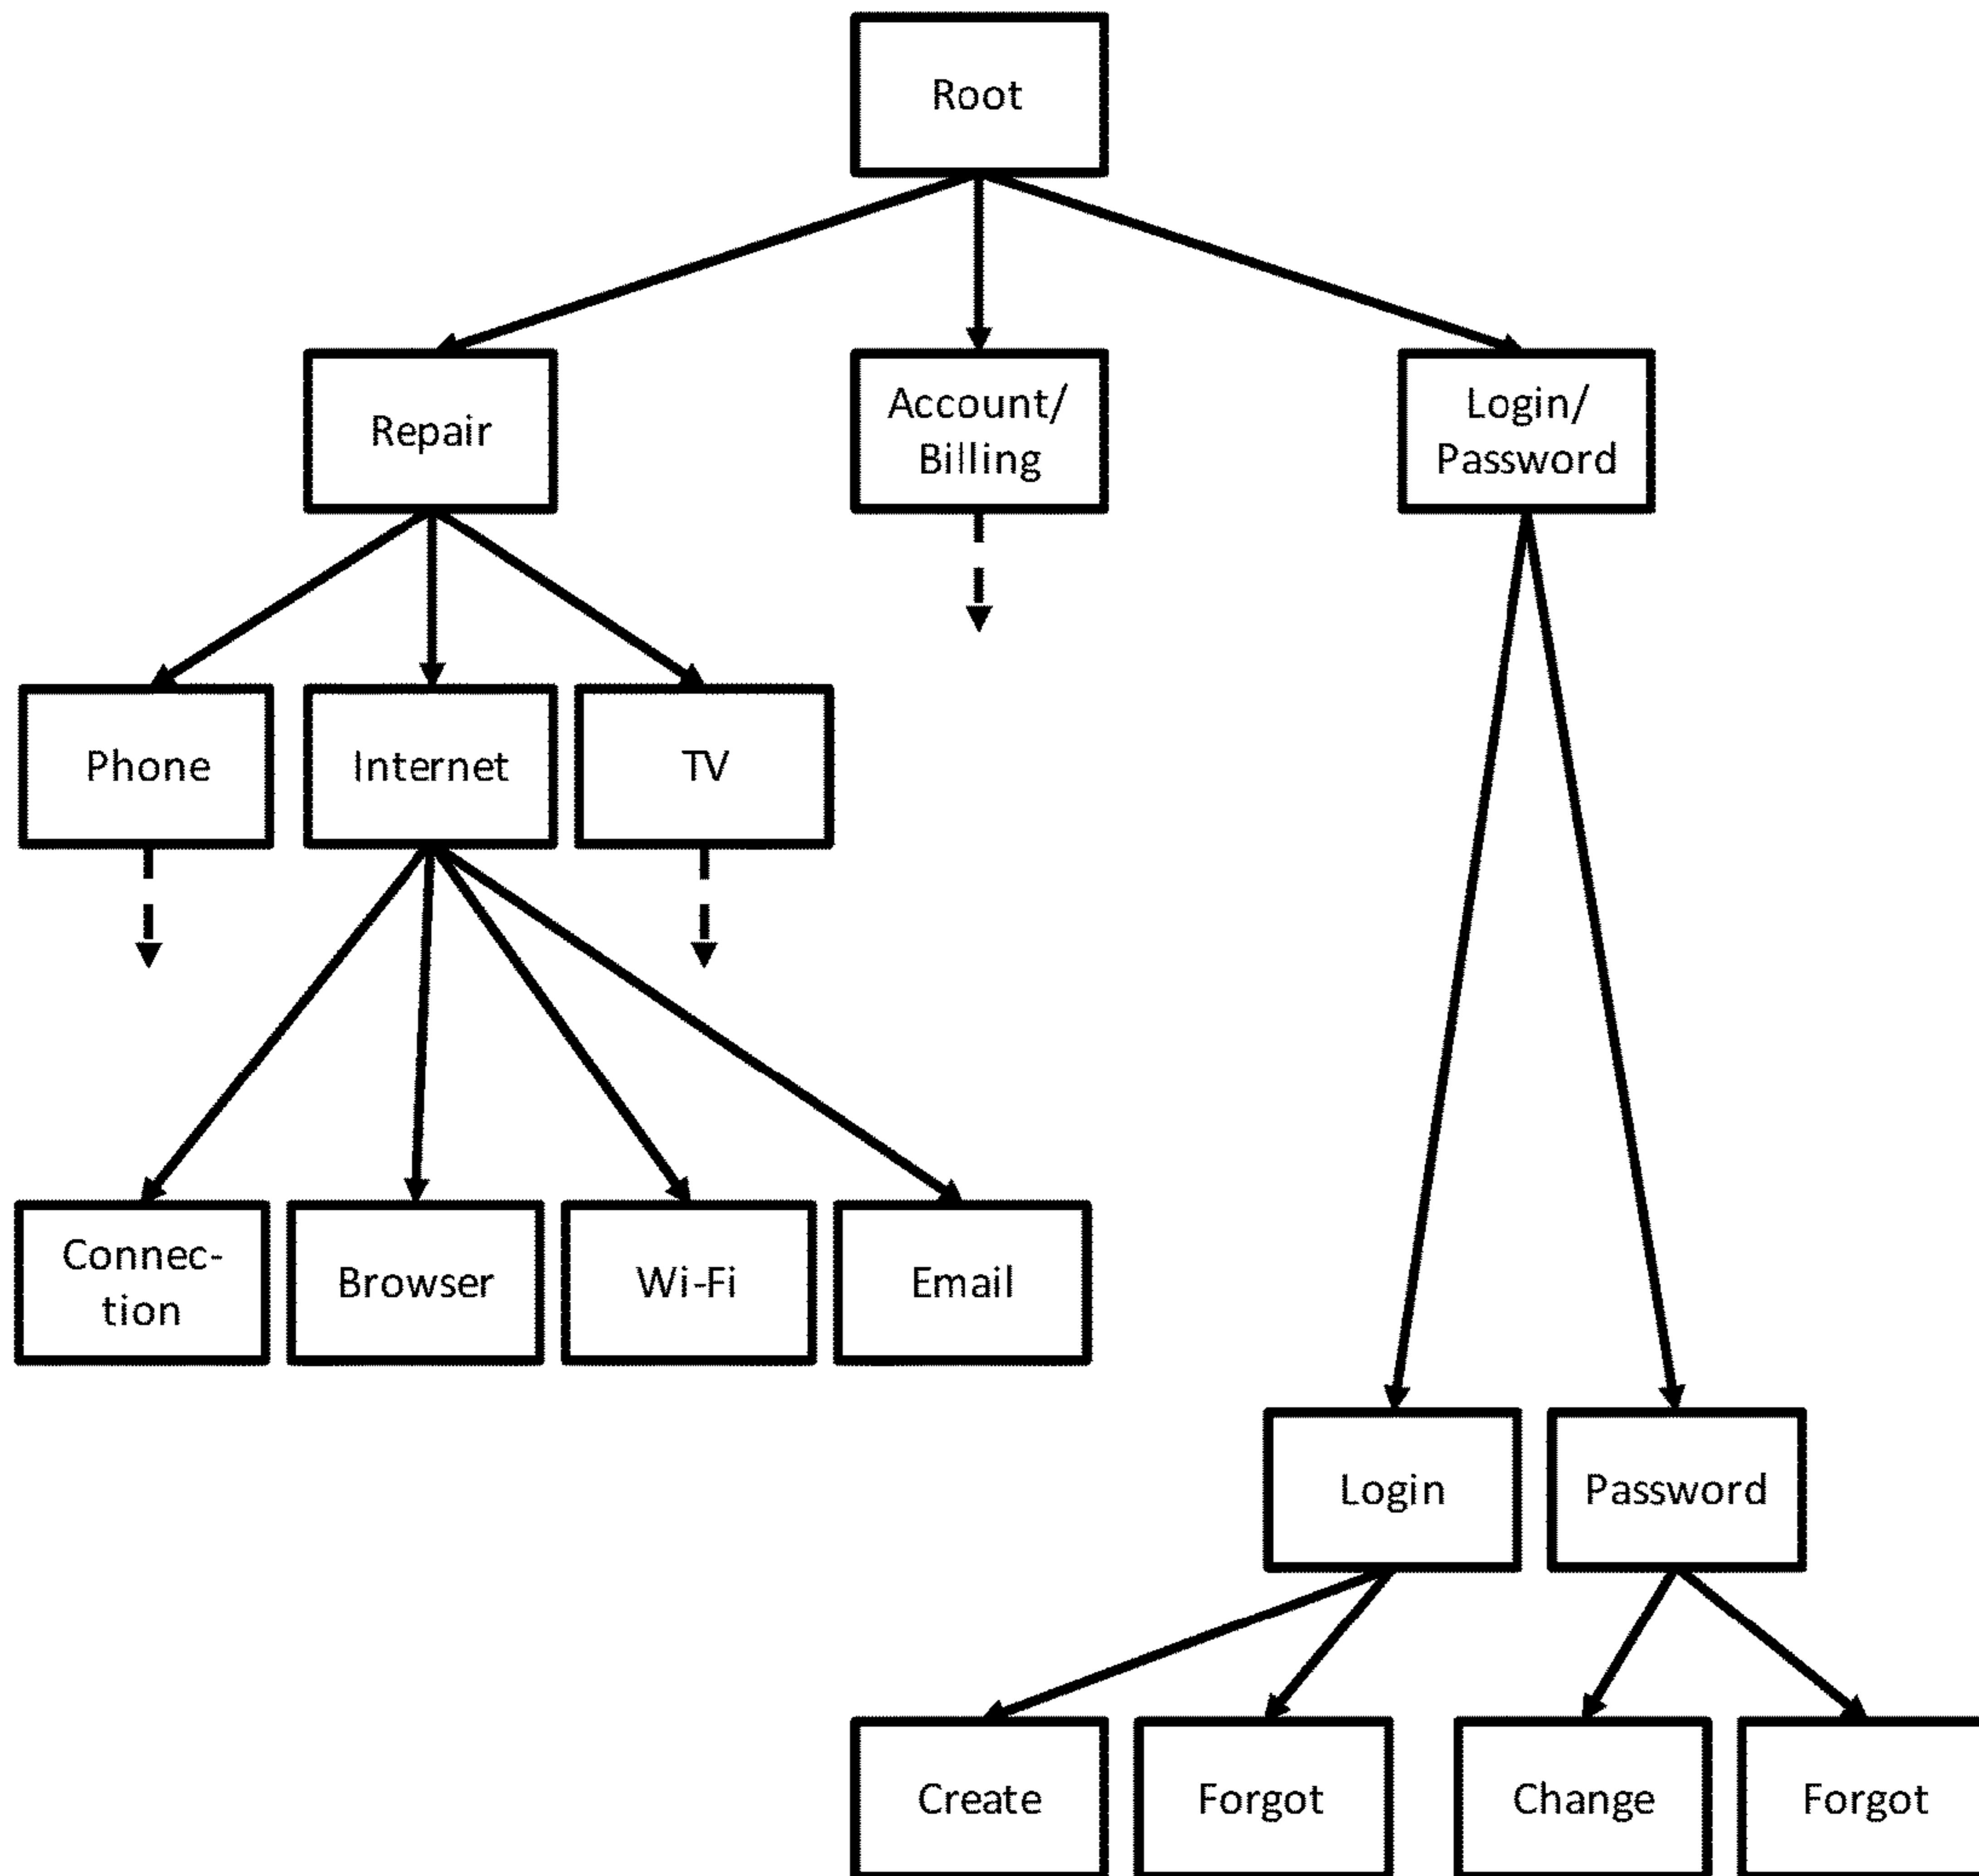 Root
Repair
Account/
Billing
Login/
Password
Phone
Internet
TV
Connec-
tion
Browser
Wi-Fi
Email
Login
Password
Create
Forgot
Change
Forgot